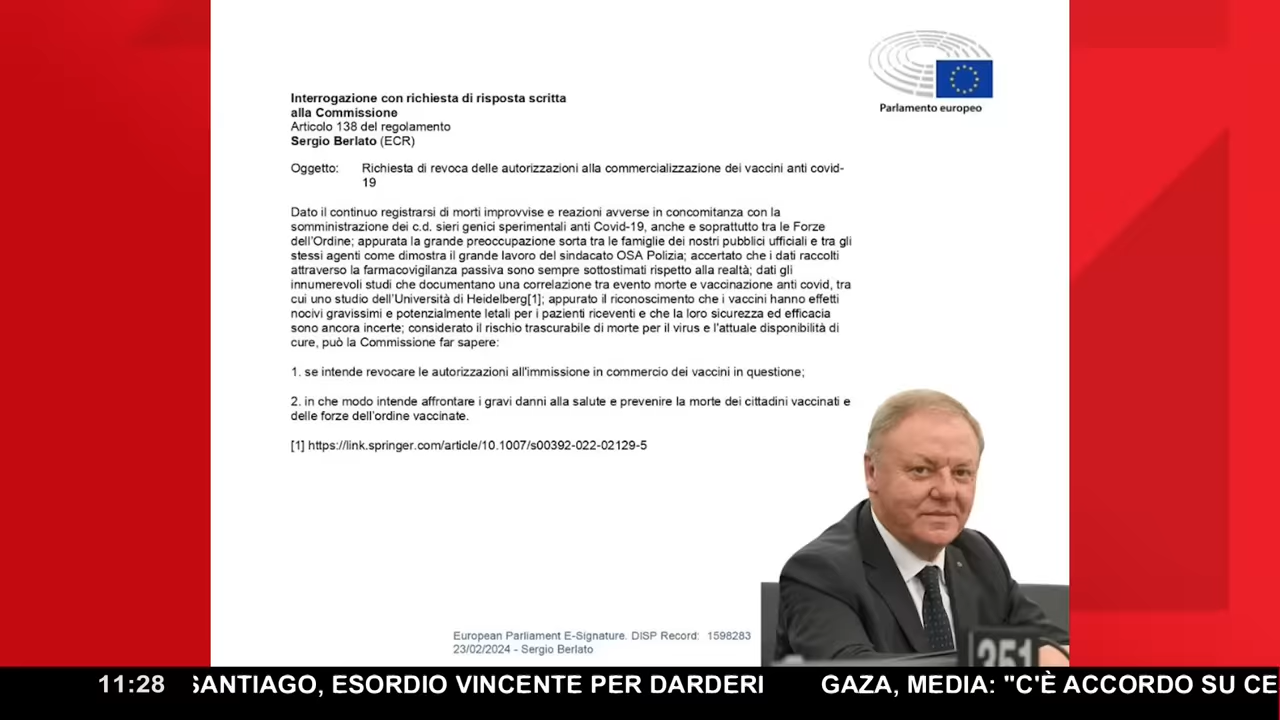 Parlamento europeo
Interrogazione con richiesta di risposta scritta
alla Commissione
Articolo 138 del regolamento
Sergio Berlato (ECR)
Oggetto: Richiesta di revoca delle autorizzazioni alla commercializzazione dei vaccini anti covid-
19
Dato il continuo registrarsi di morti improvvise e reazioni avverse in concomitanza con la
somministrazione dei c.d. sieri genici sperimentali anti Covid-19, anche e soprattutto tra le Forze
dell'Ordine; appurata la grande preoccupazione sorta tra le famiglie dei nostri pubblici ufficiali e tra gli
stessi agenti come dimostra il grande lavoro del sindacato OSA Polizia; accertato che i dati raccolti
attraverso la farmacovigilanza passiva sono sempre sottostimati rispetto alla realtà; dati gli
innumerevoli studi che documentano una correlazione tra evento morte e vaccinazione anti covid, tra
cui uno studio dell'Università di Heidelberg[1]; appurato il riconoscimento che i vaccini hanno effetti
nocivi gravissimi e potenzialmente letali per i pazienti riceventi e che la loro sicurezza ed efficacia
sono ancora incerte; considerato il rischio trascurabile di morte per il virus e l'attuale disponibilità di
cure, può la Commissione far sapere:
1. se intende revocare le autorizzazioni all'immissione in commercio dei vaccini in questione;
2. in che modo intende affrontare i gravi danni alla salute e prevenire la morte dei cittadini vaccinati e
delle forze dell'ordine vaccinate.
[1] https://link.springer.com/article/10.1007/s00392-022-02129-5
European Parliament E-Signature. DISP Record: 1598283
23/02/2024 - Sergio Berlato
351
11:28 SANTIAGO, ESORDIO VINCENTE PER DARDERI GAZA, MEDIA: "C'È ACCORDO SU CE